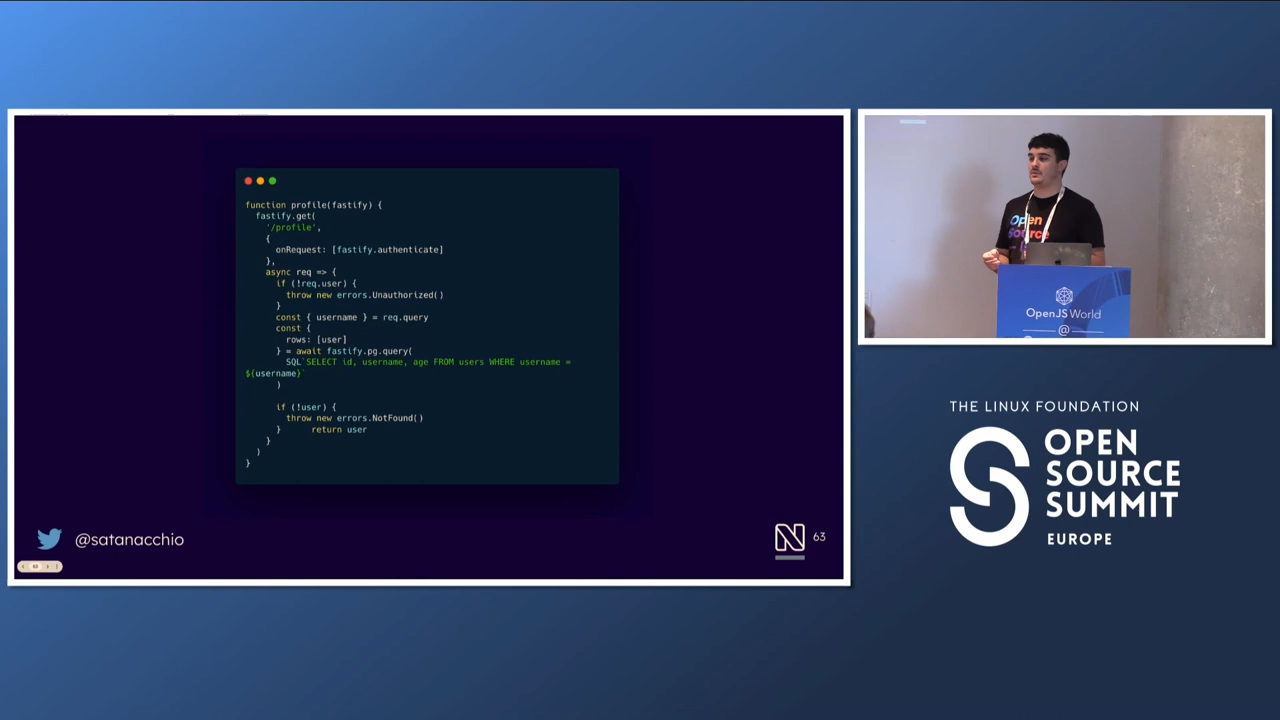 function profile(fastify) {
fastify.get(
'/profile',
{
onRequest: [fastify.authenticate]
},
async req => {
if (!req.user) {
throw new errors.Unauthorized()
}
const { username } = req.query
const {
rows: [user]
} = await fastify.pg.query(
SQL`SELECT id, username, age FROM users WHERE username =
${username}`
)
if (!user) {
throw new errors.NotFound()
}      return user
}
)
}
@satanacchio
N 63
63
Open
Source
OpenJS World
@
THE LINUX FOUNDATION
OPEN
SOURCE
SUMMIT
EUROPE